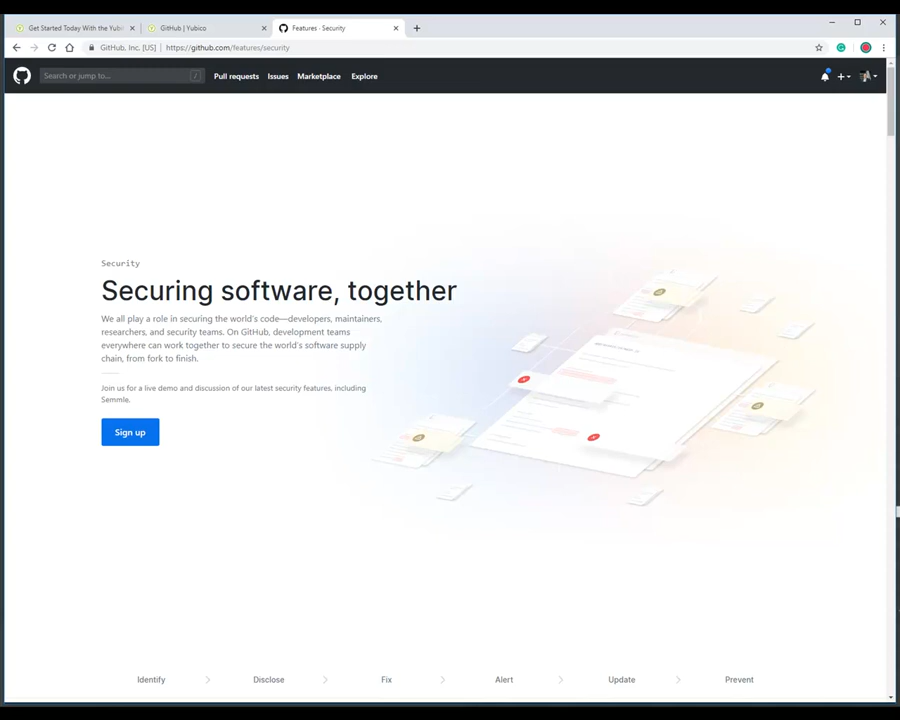 Get Started Today With the Yubi
GitHub | Yubico
Features - Security
GitHub, Inc. [US] | https://github.com/features/security
Search or jump to... /
Pull requests Issues Marketplace Explore
Security
Securing software, together
We all play a role in securing the world's code—developers, maintainers,
researchers, and security teams. On GitHub, development teams
everywhere can work together to secure the world's software supply
chain, from fork to finish.
Join us for a live demo and discussion of our latest security features, including
Semmle.
Sign up
Identify Disclose Fix Alert Update Prevent